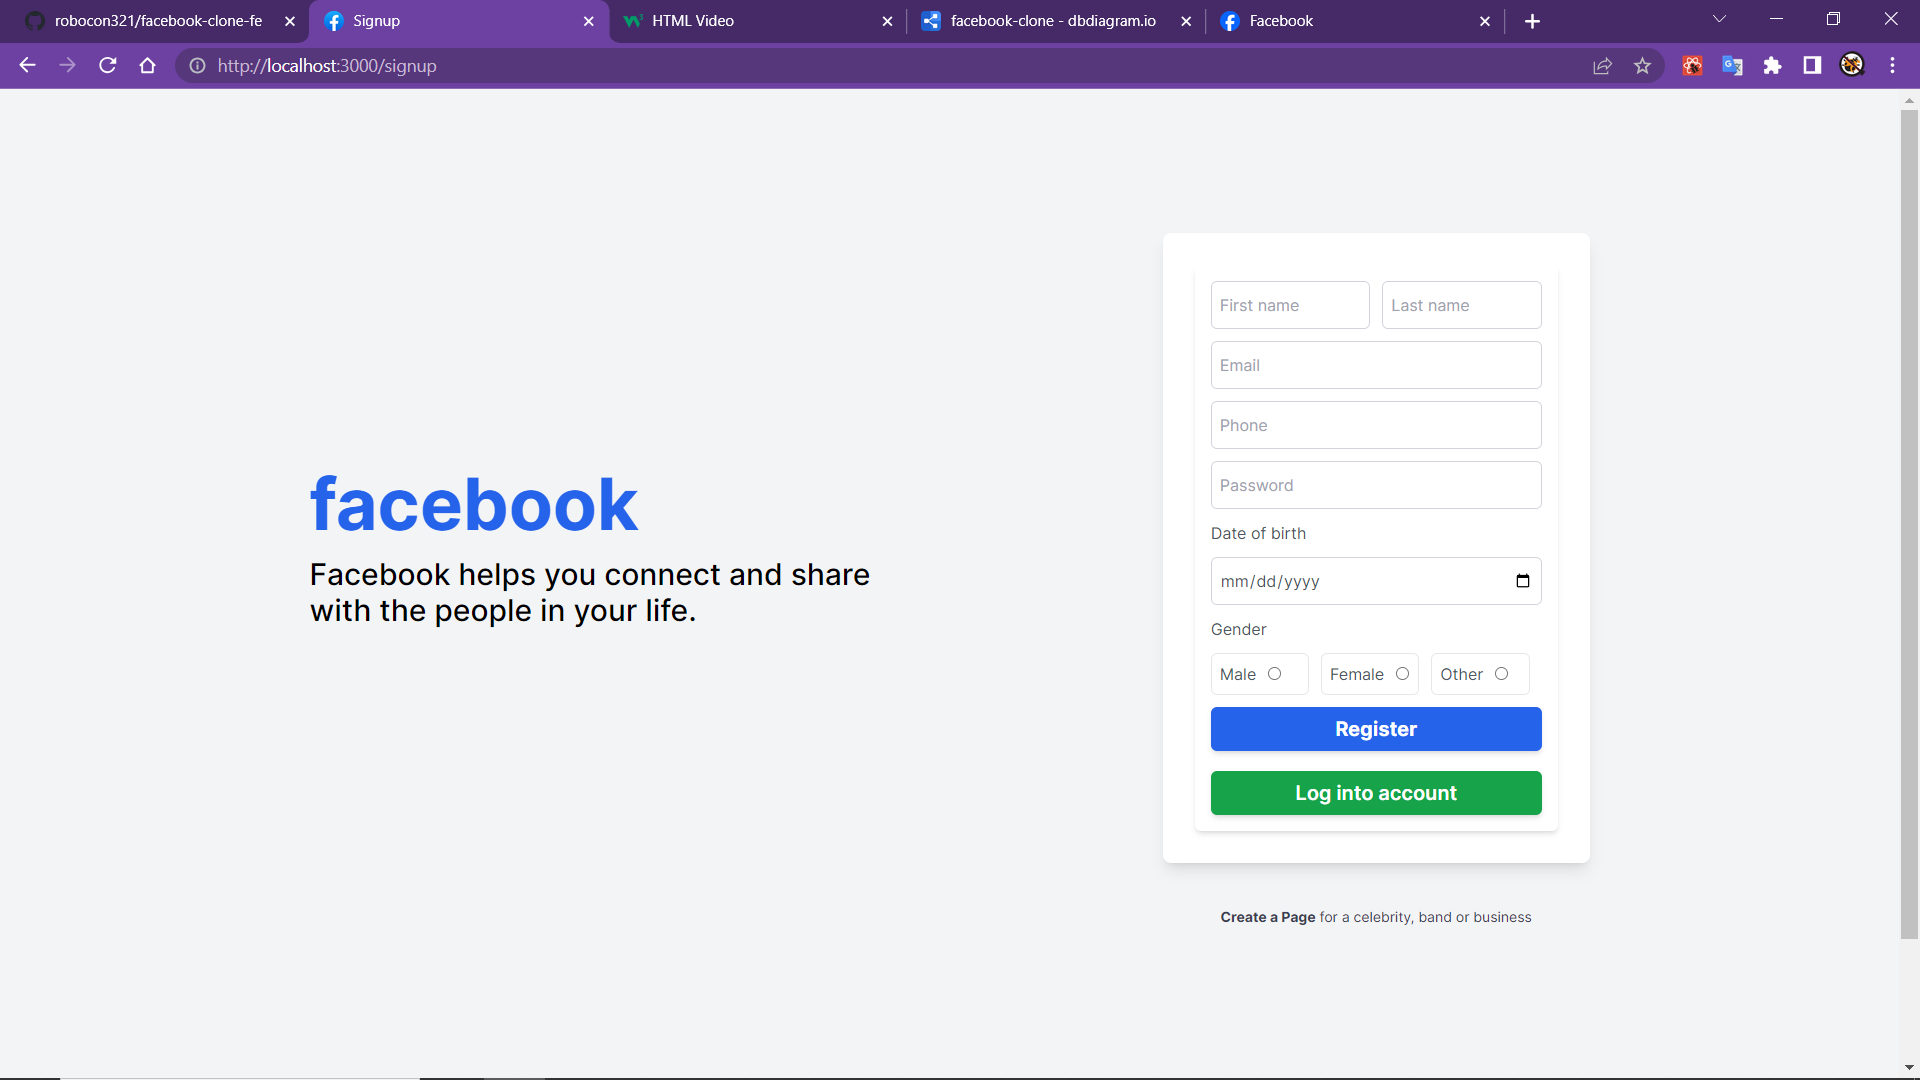 robocon321/facebook-clone-fe
Signup
HTML Video
facebook-clone - dbdiagram.io
Facebook
http://localhost:3000/signup
facebook
Facebook helps you connect and share
with the people in your life.
First name Last name
Email
Phone
Password
Date of birth
mm/dd/yyyy
Gender
Male Female Other
Register
Log into account
Create a Page for a celebrity, band or business